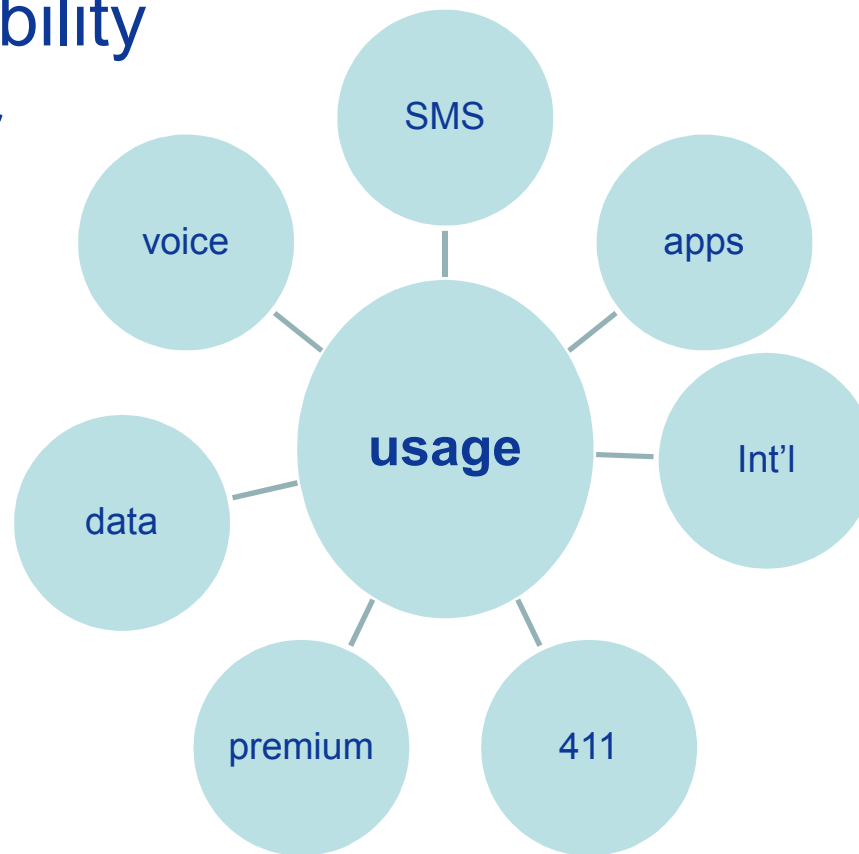 bility
SMS
voice
apps
usage
Int'l
data
premium
411